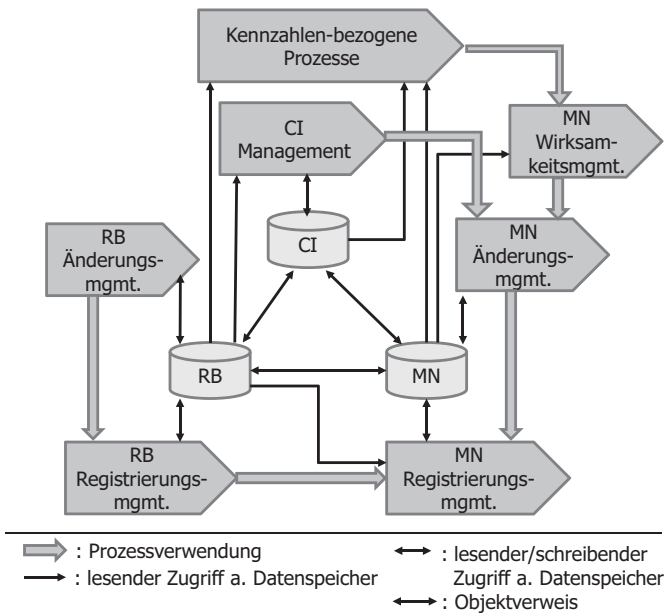 Kennzahlen-bezogene
Prozesse
CI
Management
MN
Wirksam-
keitsmgmt.
RB
Änderungs-
mgmt.
CI
MN
Änderungs-
mgmt.
RB
MN
RB
Registrierungs-
mgmt.
MN
Registrierungs-
mgmt.
: Prozessverwendung
: lesender Zugriff a. Datenspeicher
: lesender/schreibender
Zugriff a. Datenspeicher
: Objektverweis